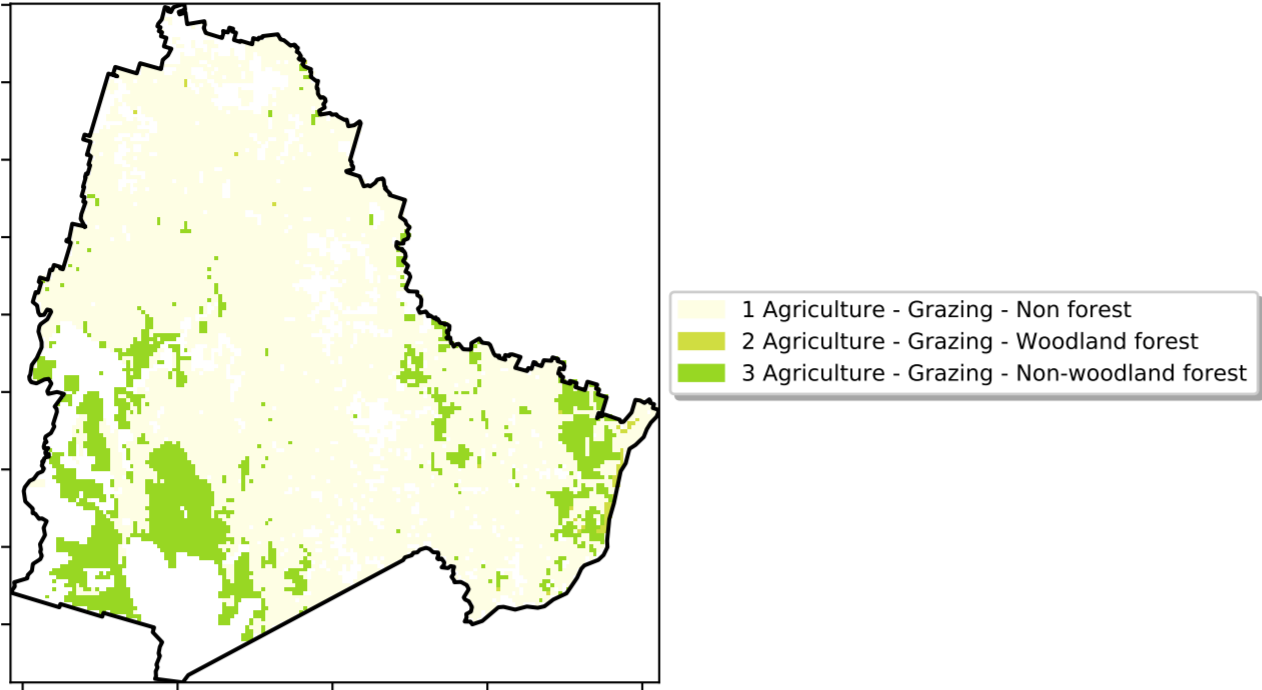 1 Agriculture - Grazing - Non forest
2 Agriculture - Grazing - Woodland forest
3 Agriculture - Grazing - Non-woodland forest